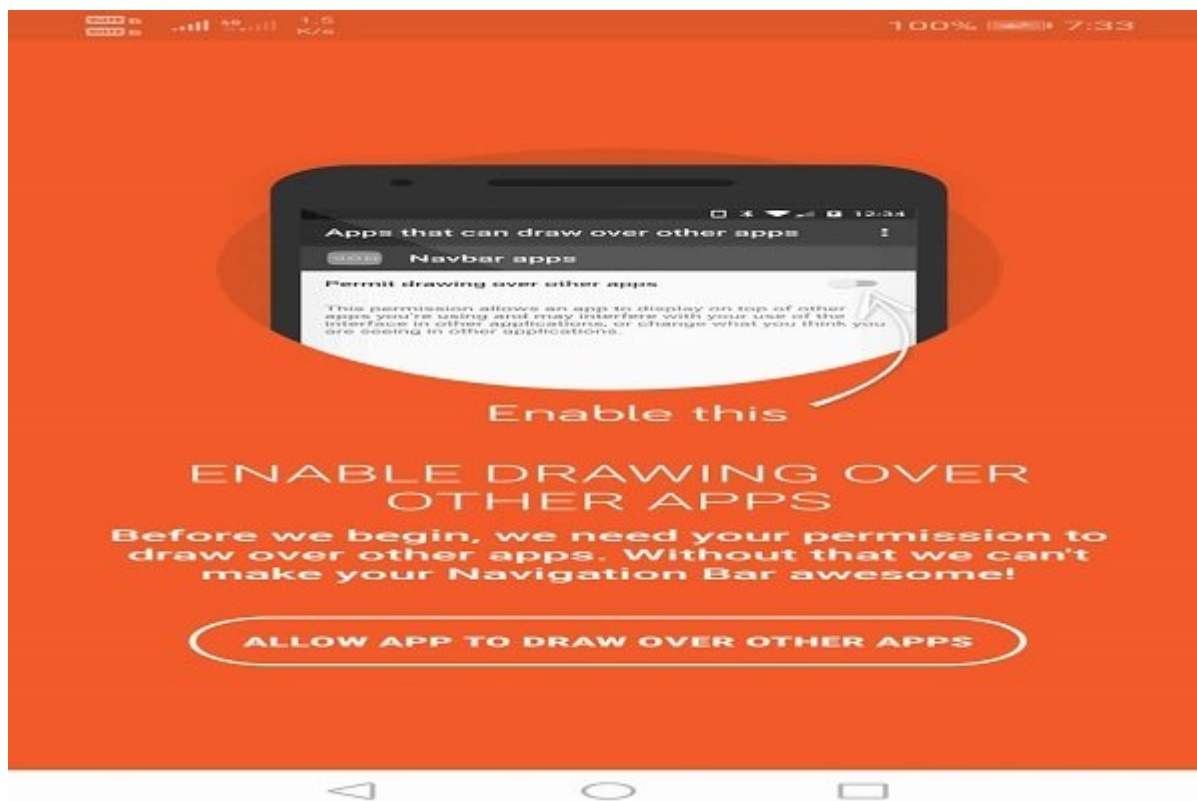 1.5
K/s
100%
7:33
12:34
Apps that can draw over other apps
Navbar apps
Permit drawing over other apps
This permission allows an app to display on top of other
apps you're using and may interfere with your use of the
interface in other applications, or change what you think you
are seeing in other applications.
Enable this
ENABLE DRAWING OVER
OTHER APPS
Before we begin, we need your permission to
draw over other apps. Without that we can't
make your Navigation Bar awesome!
ALLOW APP TO DRAW OVER OTHER APPS